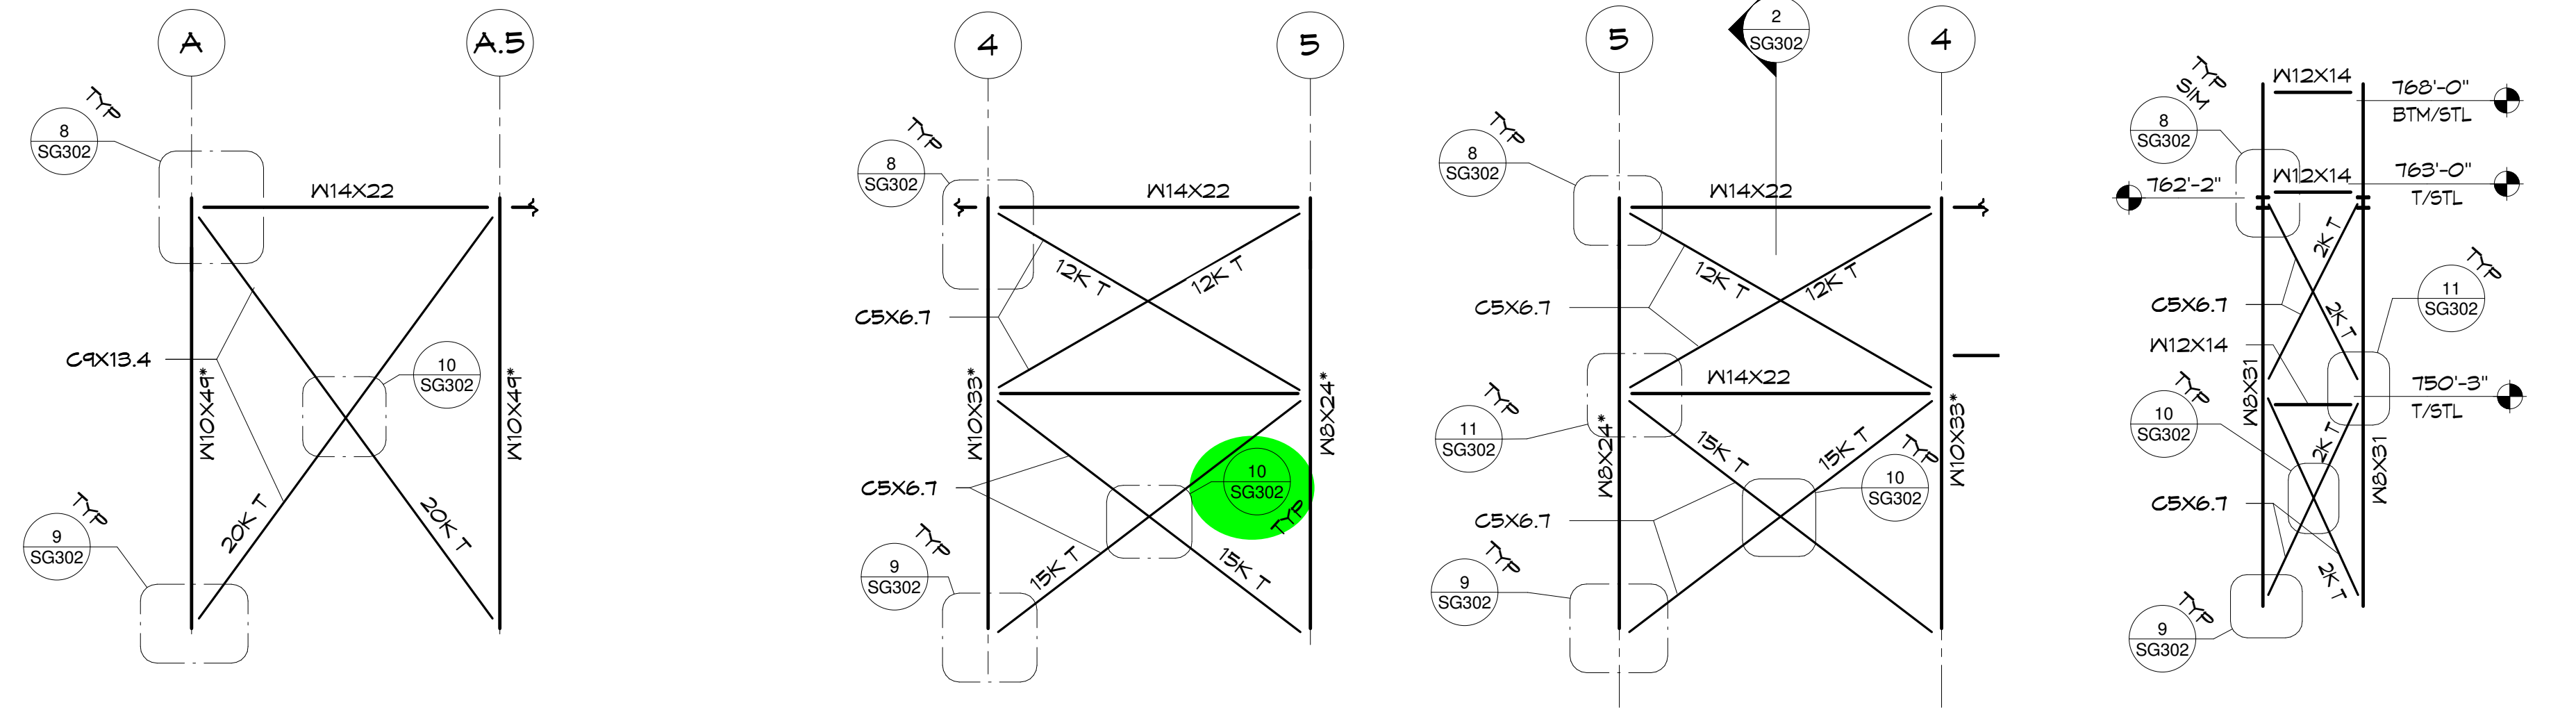 A
A.5
8
SG302
TYP
W14X22
C9X13.4
W10X49*
W10X49*
10
SG302
20K T
20K T
9
SG302
TYP
4
5
8
SG302
TYP
W14X22
12K T
12K T
C5X6.7
W10X33*
W8X24*
10
SG302
TYP
C5X6.7
15K T
15K T
9
SG302
TYP
5
2
SG302
4
8
SG302
TYP
W14X22
12K T
12K T
C5X6.7
W14X22
11
SG302
TYP
W8X24*
W10X33*
15K T
15K T
10
SG302
TYP
C5X6.7
9
SG302
TYP
TYP
SIM
8
SG302
W12X14
768'-0"
BTM/STL
W12X14
763'-0"
T/STL
762'-2"
2K T
2K T
C5X6.7
11
SG302
TYP
W12X14
W8X31
750'-3"
T/STL
10
SG302
TYP
2K T
W8X31
C5X6.7
2K T
9
SG302
TYP